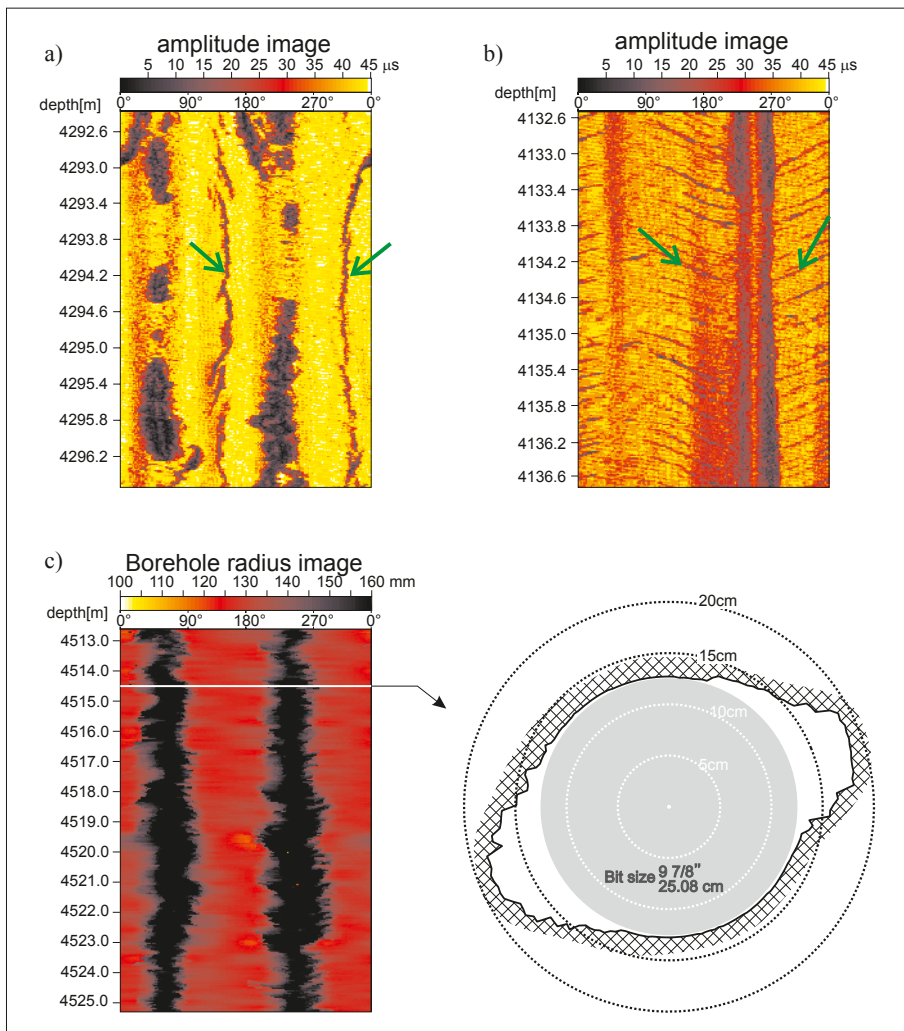 a)
amplitude image
5 10 15 20 25 30 35 40 45 μs
depth[m]
0° 90° 180° 270° 0°
4292.6
4293.0
4293.4
4293.8
4294.2
4294.6
4295.0
4295.4
4295.8
4296.2
b)
amplitude image
5 10 15 20 25 30 35 40 45 μs
depth[m]
0° 90° 180° 270° 0°
4132.6
4133.0
4133.4
4133.8
4134.2
4134.6
4135.0
4135.4
4135.8
4136.2
4136.6
c)
Borehole radius image
100 110 120 130 140 150 160 mm
depth[m]
0° 90° 180° 270° 0°
4513.0
4514.0
4515.0
4516.0
4517.0
4518.0
4519.0
4520.0
4521.0
4522.0
4523.0
4524.0
4525.0
20cm
15cm
10cm
5cm
Bit size 9 7/8"
25.08 cm